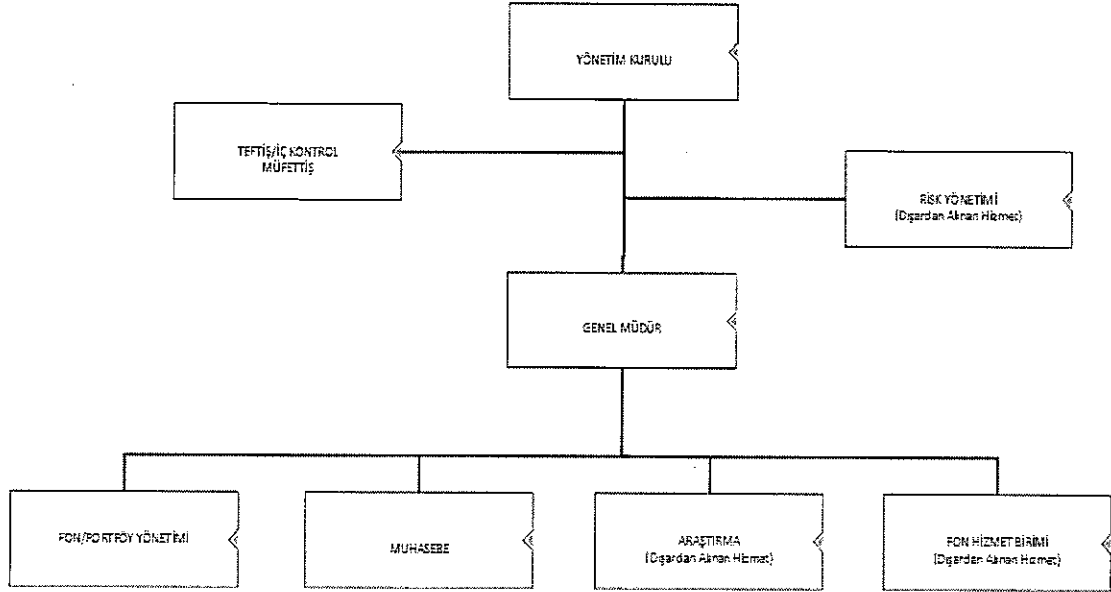 YÖNETİM KURULU
TEFTİŞ/İÇ KONTROL
MÜFETTİŞ
RİSK YÖNETİMİ
(Dışardan Alınan Hizmet)
GENEL MÜDÜR
FON/PORTFÖY YÖNETİMİ
MUHASEBE
ARAŞTIRMA
(Dışardan Alınan Hizmet)
FON HİZMET BİRİMİ
(Dışardan Alınan Hizmet)